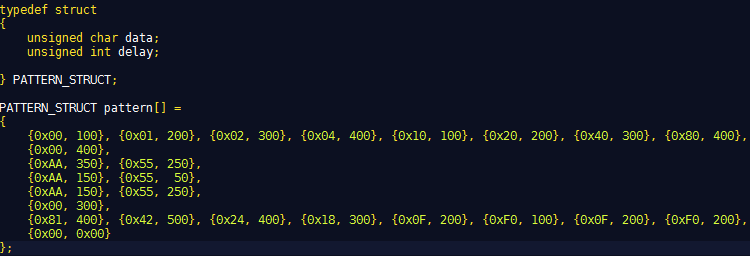 typedef struct
{
    unsigned char data;
    unsigned int delay;

} PATTERN_STRUCT;

PATTERN_STRUCT pattern[] =
{
    {0x00, 100}, {0x01, 200}, {0x02, 300}, {0x04, 400}, {0x10, 100}, {0x20, 200}, {0x40, 300}, {0x80, 400},
    {0x00, 400},
    {0xAA, 350}, {0x55, 250},
    {0xAA, 150}, {0x55,  50},
    {0xAA, 150}, {0x55, 250},
    {0x00, 300},
    {0x81, 400}, {0x42, 500}, {0x24, 400}, {0x18, 300}, {0x0F, 200}, {0xF0, 100}, {0x0F, 200}, {0xF0, 200},
    {0x00, 0x00}
};